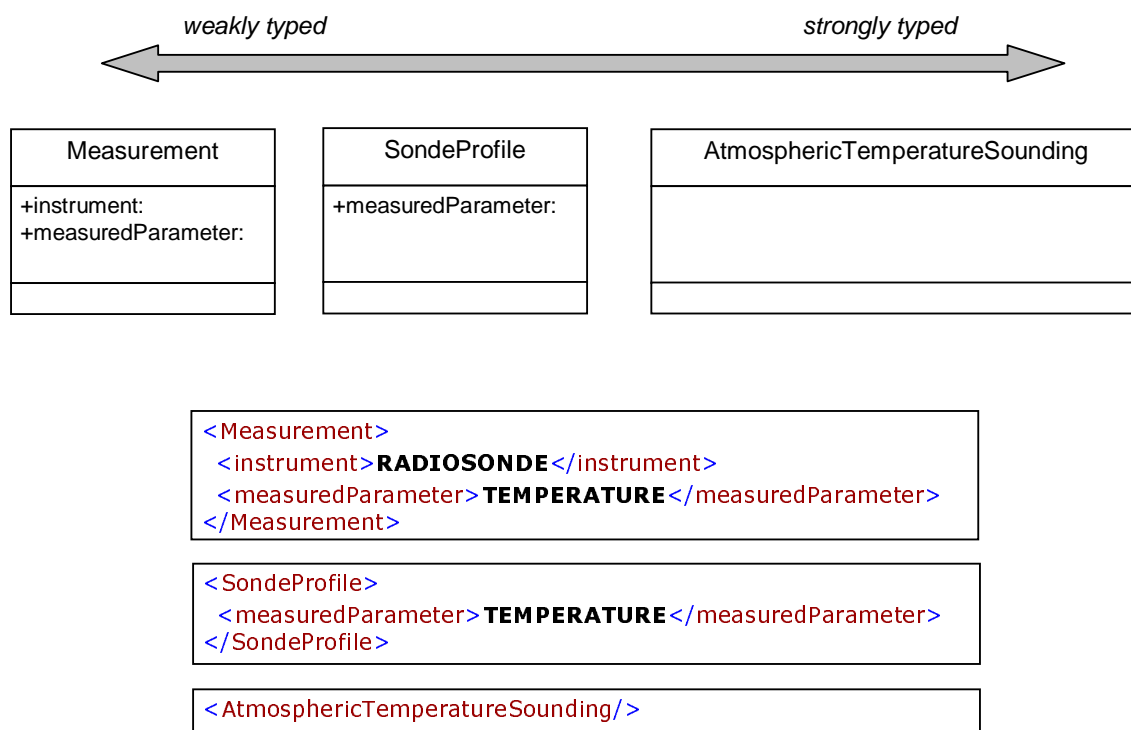 weakly typed
strongly typed
Measurement
+instrument:
+measuredParameter:
SondeProfile
+measuredParameter:
AtmosphericTemperatureSounding
<Measurement>
<instrument>RADIOSONDE</instrument>
<measuredParameter>TEMPERATURE</measuredParameter>
</Measurement>
<SondeProfile>
<measuredParameter>TEMPERATURE</measuredParameter>
</SondeProfile>
<AtmosphericTemperatureSounding/>